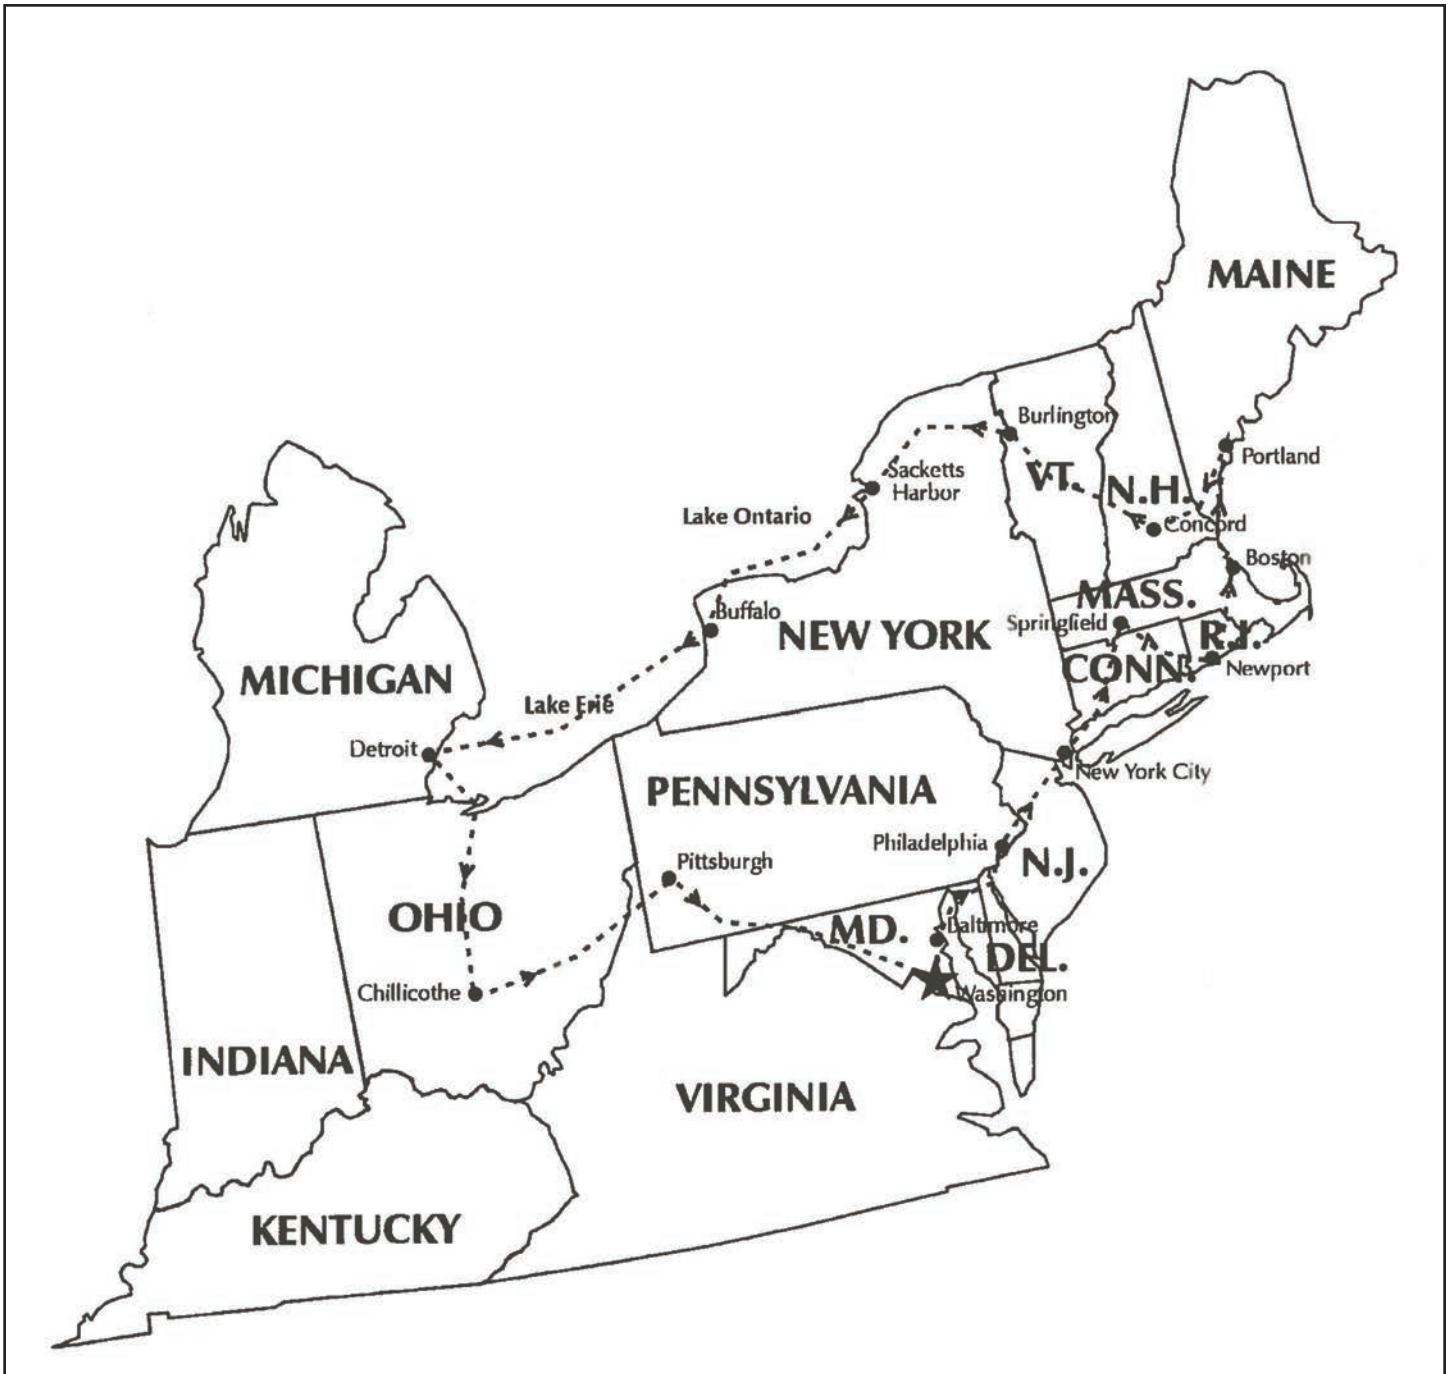 MAINE
Burlington
Portland
Sacketts
Harbor
VT.
N.H.
Lake Ontario
Concord
Boston
MASS.
Buffalo
NEW YORK
Springfield
R.I.
CONN.
Newport
MICHIGAN
Lake Erie
Detroit
New York City
PENNSYLVANIA
Philadelphia
Pittsburgh
N.J.
OHIO
MD.
Baltimore
DEL.
Chillicothe
Washington
INDIANA
VIRGINIA
KENTUCKY